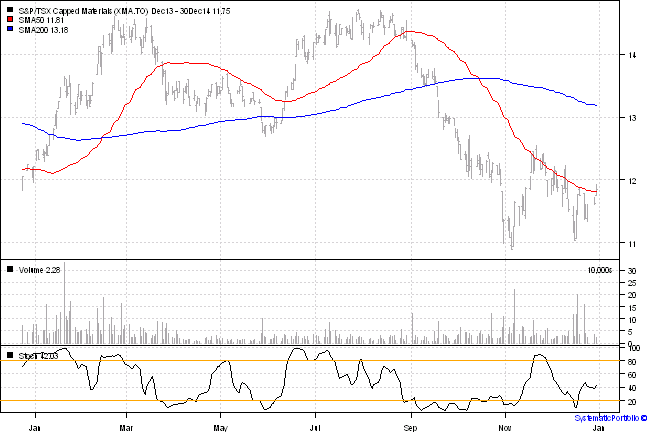 S&P/TSX Capped Materials (XMA.TO) Dec13 - 30Dec14 11.75
SMA50 11.81
SMA200 13.18
14
13
12
11
Volume 2.28
10,000s
30
25
20
15
10
5
0
100
80
60
40
20
Jan
Mar
May
Jul
Sep
Nov
Jan
SystematicPortfolio ©